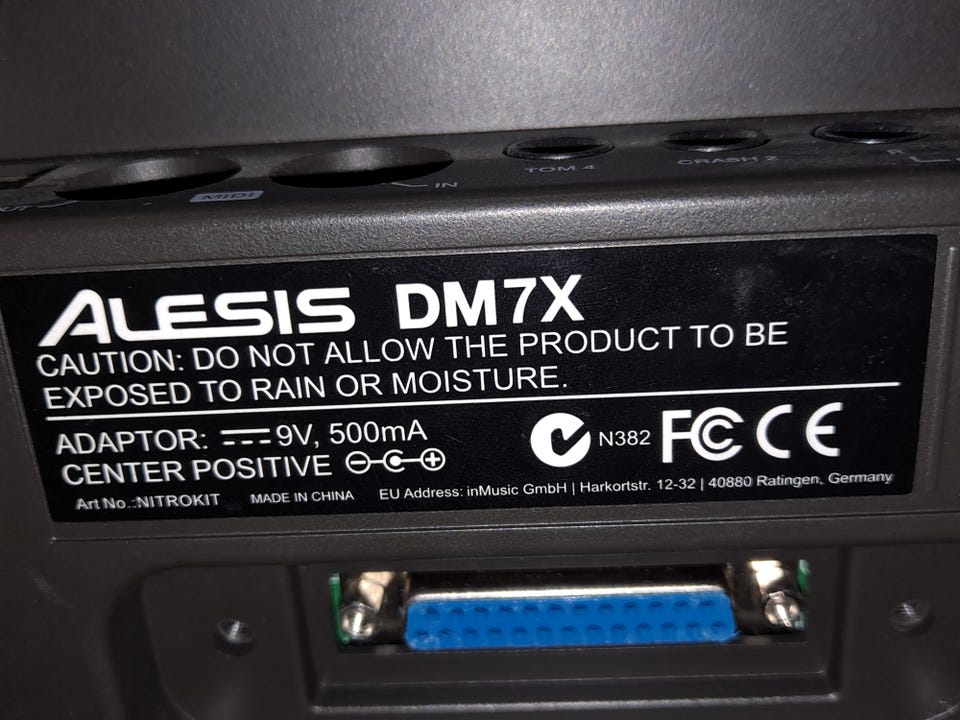 MIDI
IN
TOM 4
CRASH 2
ALESIS DM7X
CAUTION: DO NOT ALLOW THE PRODUCT TO BE
EXPOSED TO RAIN OR MOISTURE.
ADAPTOR: 9V, 500mA
CENTER POSITIVE
N382 FC CE
Art No.:NITROKIT MADE IN CHINA EU Address: inMusic GmbH | Harkortstr. 12-32 | 40880 Ratingen, Germany